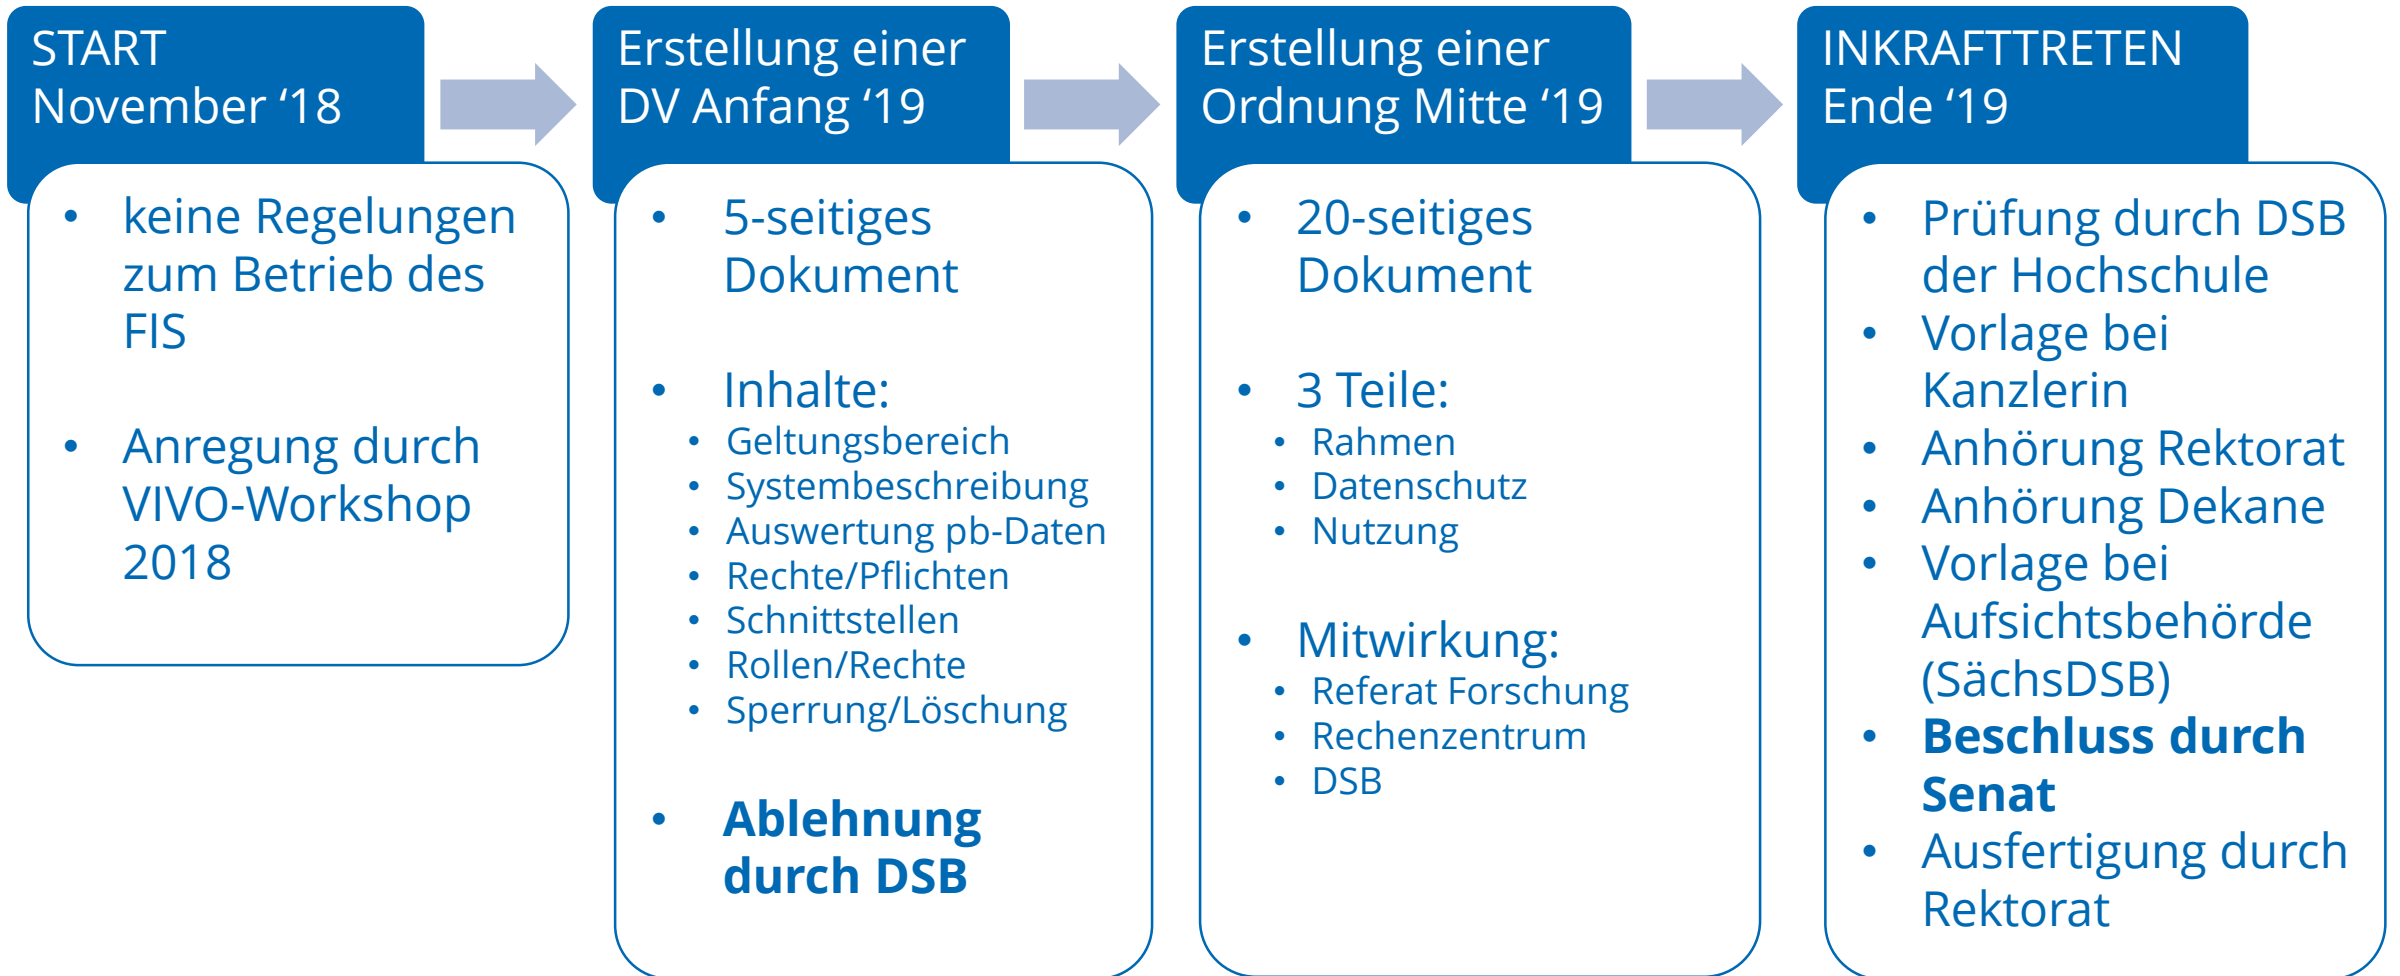 START
November ‘18
• keine Regelungen
zum Betrieb des
FIS
• Anregung durch
VIVO-Workshop
2018
Erstellung einer
DV Anfang ‘19
• 5-seitiges
Dokument
• Inhalte:
• Geltungsbereich
• Systembeschreibung
• Auswertung pb-Daten
• Rechte/Pflichten
• Schnittstellen
• Rollen/Rechte
• Sperrung/Löschung
• Ablehnung
durch DSB
Erstellung einer
Ordnung Mitte ‘19
• 20-seitiges
Dokument
• 3 Teile:
• Rahmen
• Datenschutz
• Nutzung
• Mitwirkung:
• Referat Forschung
• Rechenzentrum
• DSB
INKRAFTTRETEN
Ende ‘19
• Prüfung durch DSB
der Hochschule
• Vorlage bei
Kanzlerin
• Anhörung Rektorat
• Anhörung Dekane
• Vorlage bei
Aufsichtsbehörde
(SächsDSB)
• Beschluss durch
Senat
• Ausfertigung durch
Rektorat